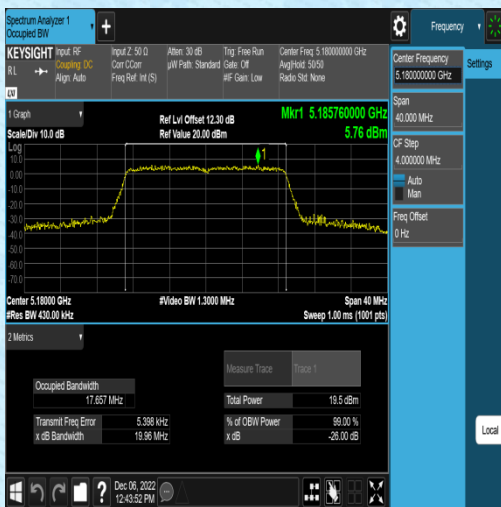 Spectrum Analyzer 1
Occupied BW
+
Frequency
KEYSIGHT
Input: RF
Coupling: DC
Align: Auto
Input Z: 50 Ω
Corr CCorr
Freq Ref: Int (S)
Atten: 30 dB
µW Path: Standard
Trig: Free Run
Gate: Off
#IF Gain: Low
Center Freq: 5.180000000 GHz
Avg|Hold: 50/50
Radio Std: None
R L
Center Frequency
5.180000000 GHz
Settings
Span
40.000 MHz
CF Step
4.000000 MHz
Auto
Man
Freq Offset
0 Hz
Local
1 Graph
Scale/Div 10.0 dB
Ref Lvl Offset 12.30 dB
Ref Value 20.00 dBm
Mkr1 5.185760000 GHz
5.76 dBm
Log
10.0
0.00
-10.0
-20.0
-30.0
-40.0
-50.0
-60.0
-70.0
1
Center 5.18000 GHz
#Video BW 1.3000 MHz
Span 40 MHz
#Res BW 430.00 kHz
Sweep 1.00 ms (1001 pts)
2 Metrics
Measure Trace
Trace 1
Occupied Bandwidth
17.657 MHz
Total Power
19.5 dBm
Transmit Freq Error
5.398 kHz
% of OBW Power
99.00 %
x dB Bandwidth
19.96 MHz
x dB
-26.00 dB
?
Dec 06, 2022
12:43:52 PM